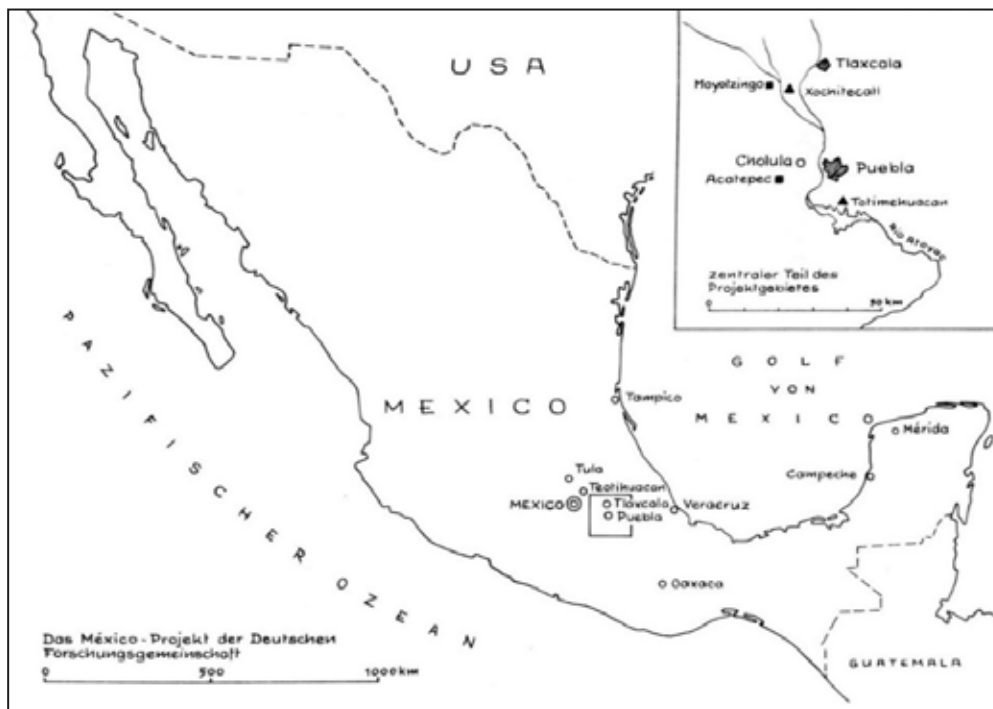 USA
Tlaxcala
Moyotzingo
Xochitecatl
Cholula
Puebla
Acatepec
Totimehuacan
Río Atoyac
zentraler Teil des
Projektgebietes
0 50 km
GOLF
VON
MEXICO
PAZIFISCHER OZEAN
MEXICO
Tampico
Mérida
Campeche
Tula
Teotihuacan
MEXICO
Tlaxcala
Puebla
Veracruz
Oaxaca
GUATEMALA
Das México-Projekt der Deutschen
Forschungsgemeinschaft
0 500 1000 km